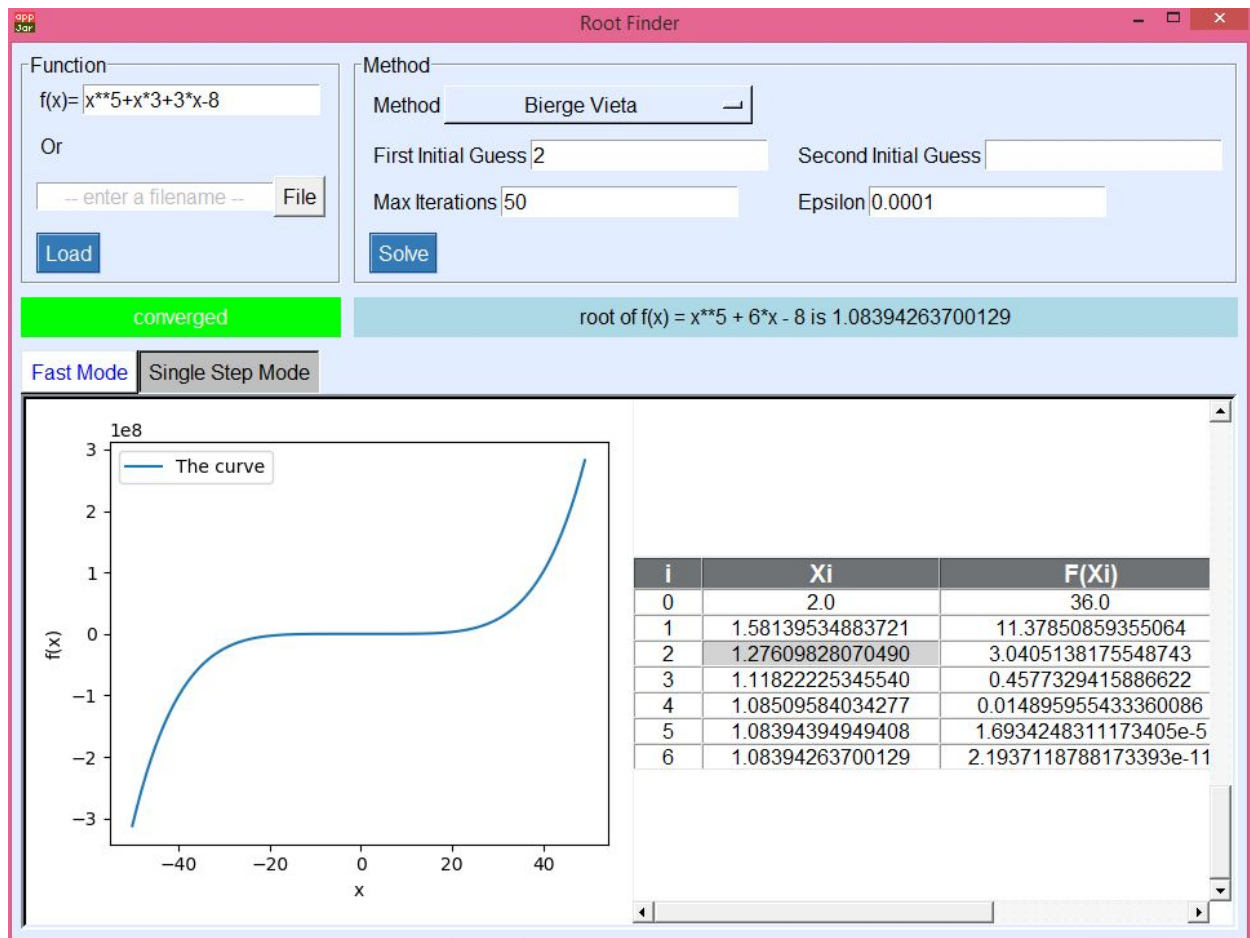 app
Jar
Root Finder
Function
f(x)= x**5+x*3+3*x-8
Or
-- enter a filename -- File
Load
Method
Method Bierge Vieta
First Initial Guess 2 Second Initial Guess
Max Iterations 50 Epsilon 0.0001
Solve
converged
root of f(x) = x**5 + 6*x - 8 is 1.08394263700129
Fast Mode Single Step Mode
1e8
The curve
3
2
1
0
−1
−2
−3
f(x)
−40 −20 0 20 40
x
i Xi F(Xi)
0 2.0 36.0
1 1.58139534883721 11.37850859355064
2 1.27609828070490 3.0405138175548743
3 1.11822225345540 0.4577329415886622
4 1.08509584034277 0.014895955433360086
5 1.08394394949408 1.6934248311173405e-5
6 1.08394263700129 2.1937118788173393e-11